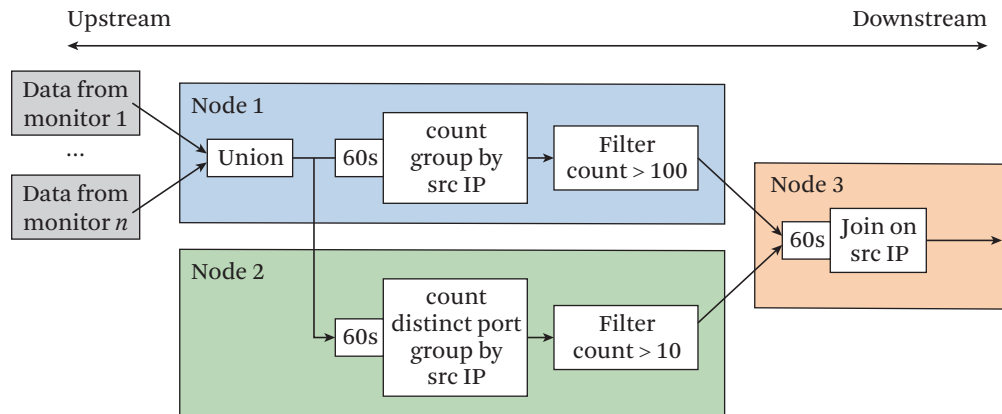 Upstream
Downstream
Data from
monitor 1
...
Data from
monitor n
Node 1
Union
60s
count
group by
src IP
Filter
count > 100
Node 2
60s
count
distinct port
group by
src IP
Filter
count > 10
Node 3
60s
Join on
src IP